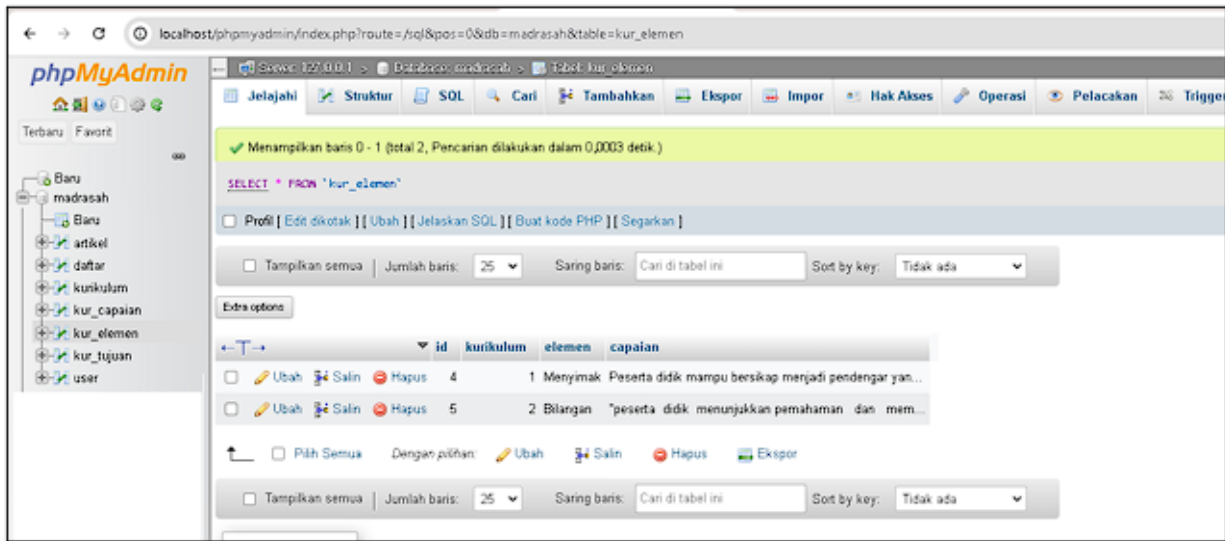 localhost/phpmyadmin/index.php?route=/sql&pos=0&db=madrasah&table=kur_elemen
phpMyAdmin
Terbaru Favorit
Baru
madrasah
Baru
artikel
daftar
kurikulum
kur_capaian
kur_elemen
kur_tujuan
user
Server: 127.0.0.1 > Database: madrasah > Tabel: kur_elemen
Jelajahi Struktur SQL Cari Tambahkan Ekspor Impor Hak Akses Operasi Pelacakan Trigger
Menampilkan baris 0 - 1 (total 2, Pencarian dilakukan dalam 0,0003 detik.)
SELECT * FROM `kur_elemen`
Profil [ Edit dikotak ] [ Ubah ] [ Jelaskan SQL ] [ Buat kode PHP ] [ Segarkan ]
Tampilkan semua | Jumlah baris: 25 Saring baris: Cari di tabel ini Sort by key: Tidak ada
Extra options
←T→ ▼ id kurikulum elemen capaian
Ubah Salin Hapus 4 1 Menyimak Peserta didik mampu bersikap menjadi pendengar yan...
Ubah Salin Hapus 5 2 Bilangan "peserta didik menunjukkan pemahaman dan mem...
Pilih Semua Dengan pilihan: Ubah Salin Hapus Ekspor
Tampilkan semua | Jumlah baris: 25 Saring baris: Cari di tabel ini Sort by key: Tidak ada